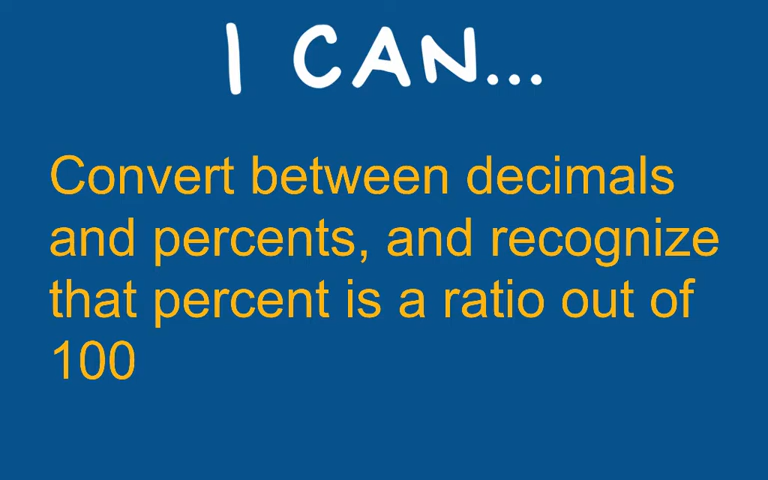 I CAN...
Convert between decimals
and percents, and recognize
that percent is a ratio out of
100